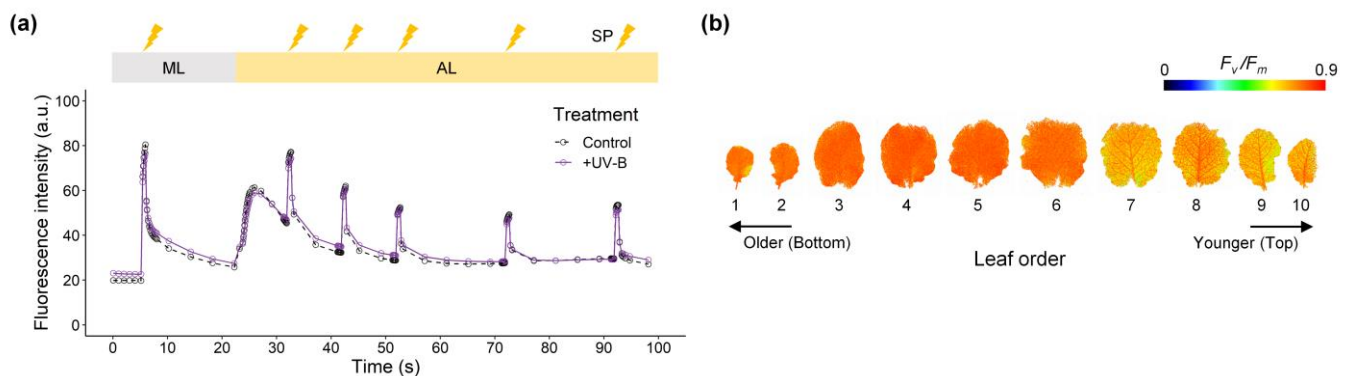 (a)
SP
ML
AL
Fluorescence intensity (a.u.)
100
80
60
40
20
0
Treatment
Control
+UV-B
0
10
20
30
40
50
60
70
80
90
100
Time (s)
(b)
Fv/Fm
0
0.9
1
2
3
4
5
6
7
8
9
10
Older (Bottom)
Younger (Top)
Leaf order